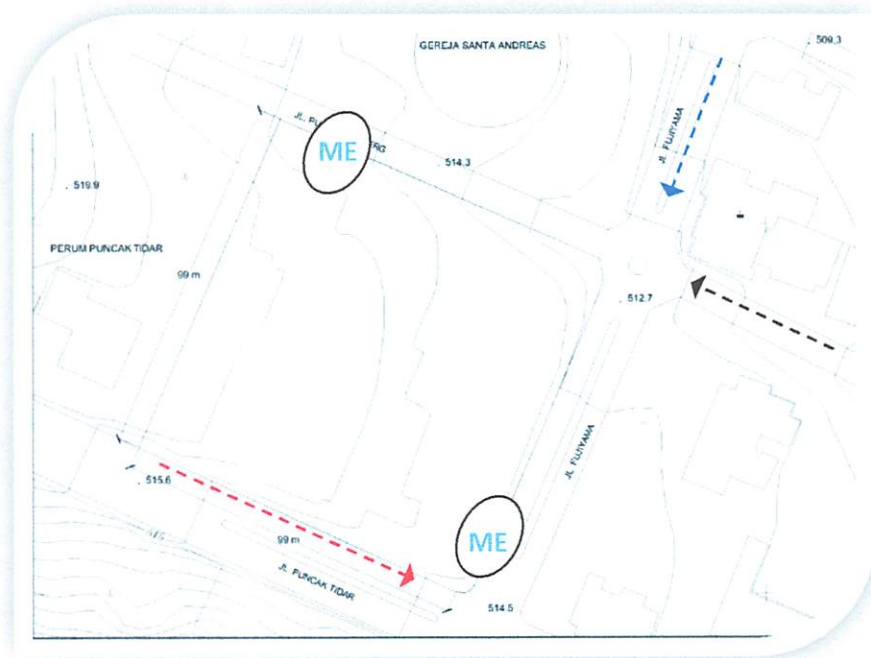 GEREJA SANTA ANDREAS
509.3
JL. FUJIYAMA
ME
514.3
519.9
PERUM PUNCAK TIDAR
99 m
512.7
JL. FUJIYAMA
515.6
99 m
ME
JL. PUNCAK TIDAR
514.5